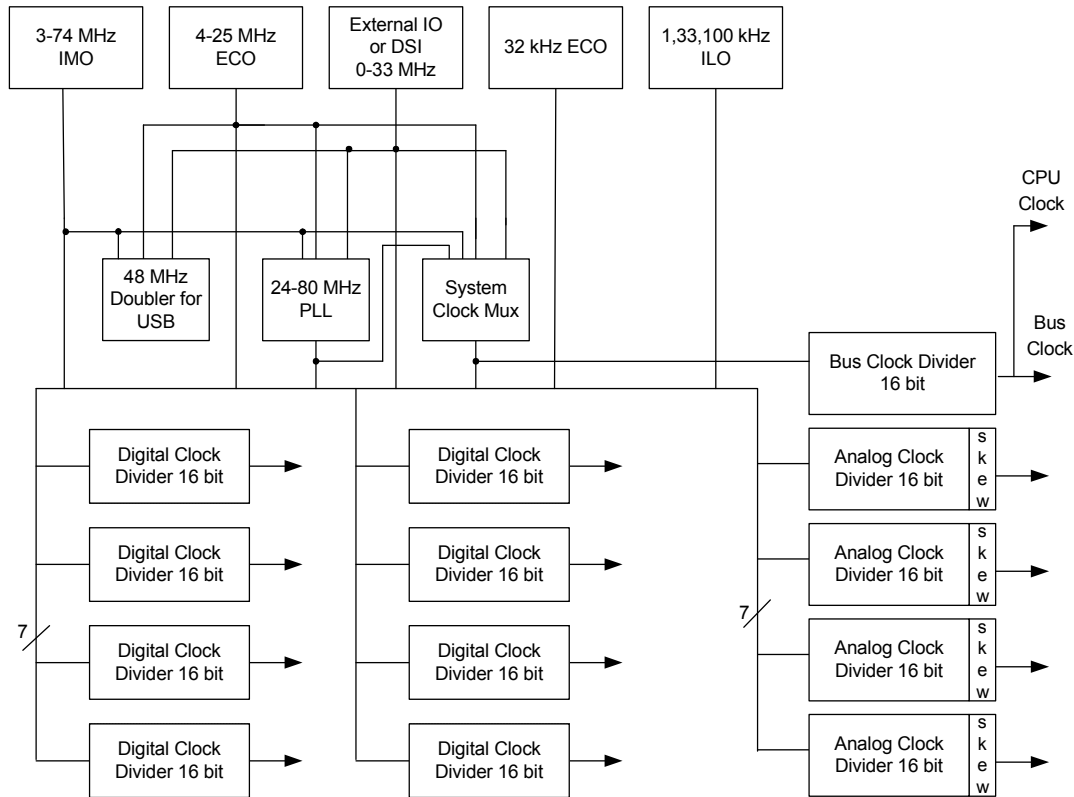 3-74 MHz
IMO
4-25 MHz
ECO
External IO
or DSI
0-33 MHz
32 kHz ECO
1,33,100 kHz
ILO
CPU
Clock
48 MHz
Doubler for
USB
24-80 MHz
PLL
System
Clock Mux
Bus
Clock
Bus Clock Divider
16 bit
Digital Clock
Divider 16 bit
Digital Clock
Divider 16 bit
Analog Clock
Divider 16 bit
s
k
e
w
Digital Clock
Divider 16 bit
Digital Clock
Divider 16 bit
Analog Clock
Divider 16 bit
s
k
e
w
7
7
Digital Clock
Divider 16 bit
Digital Clock
Divider 16 bit
Analog Clock
Divider 16 bit
s
k
e
w
Digital Clock
Divider 16 bit
Digital Clock
Divider 16 bit
Analog Clock
Divider 16 bit
s
k
e
w